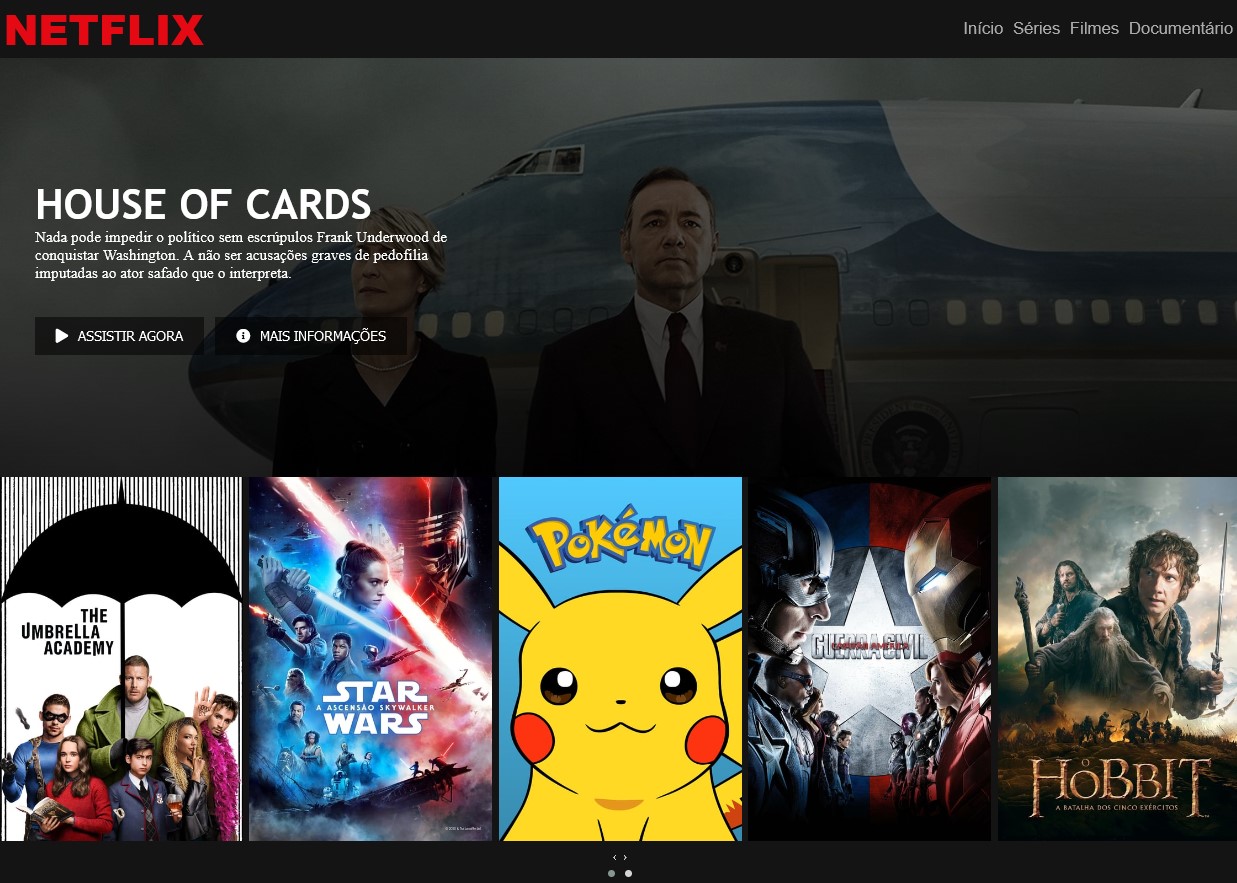 NETFLIX
Início Séries Filmes Documentário
HOUSE OF CARDS
Nada pode impedir o político sem escrúpulos Frank Underwood de
conquistar Washington. A não ser acusações graves de pedofília
imputadas ao ator safado que o interpreta.
ASSISTIR AGORA
MAIS INFORMAÇÕES
THE
UMBRELLA
ACADEMY
STAR
A ASCENSÃO SKYWALKER
WARS
POKÉMON
GUERRA CIVIL
CAPITÃO AMÉRICA
O
HOBBIT
A BATALHA DOS CINCO EXÉRCITOS
‹ ›